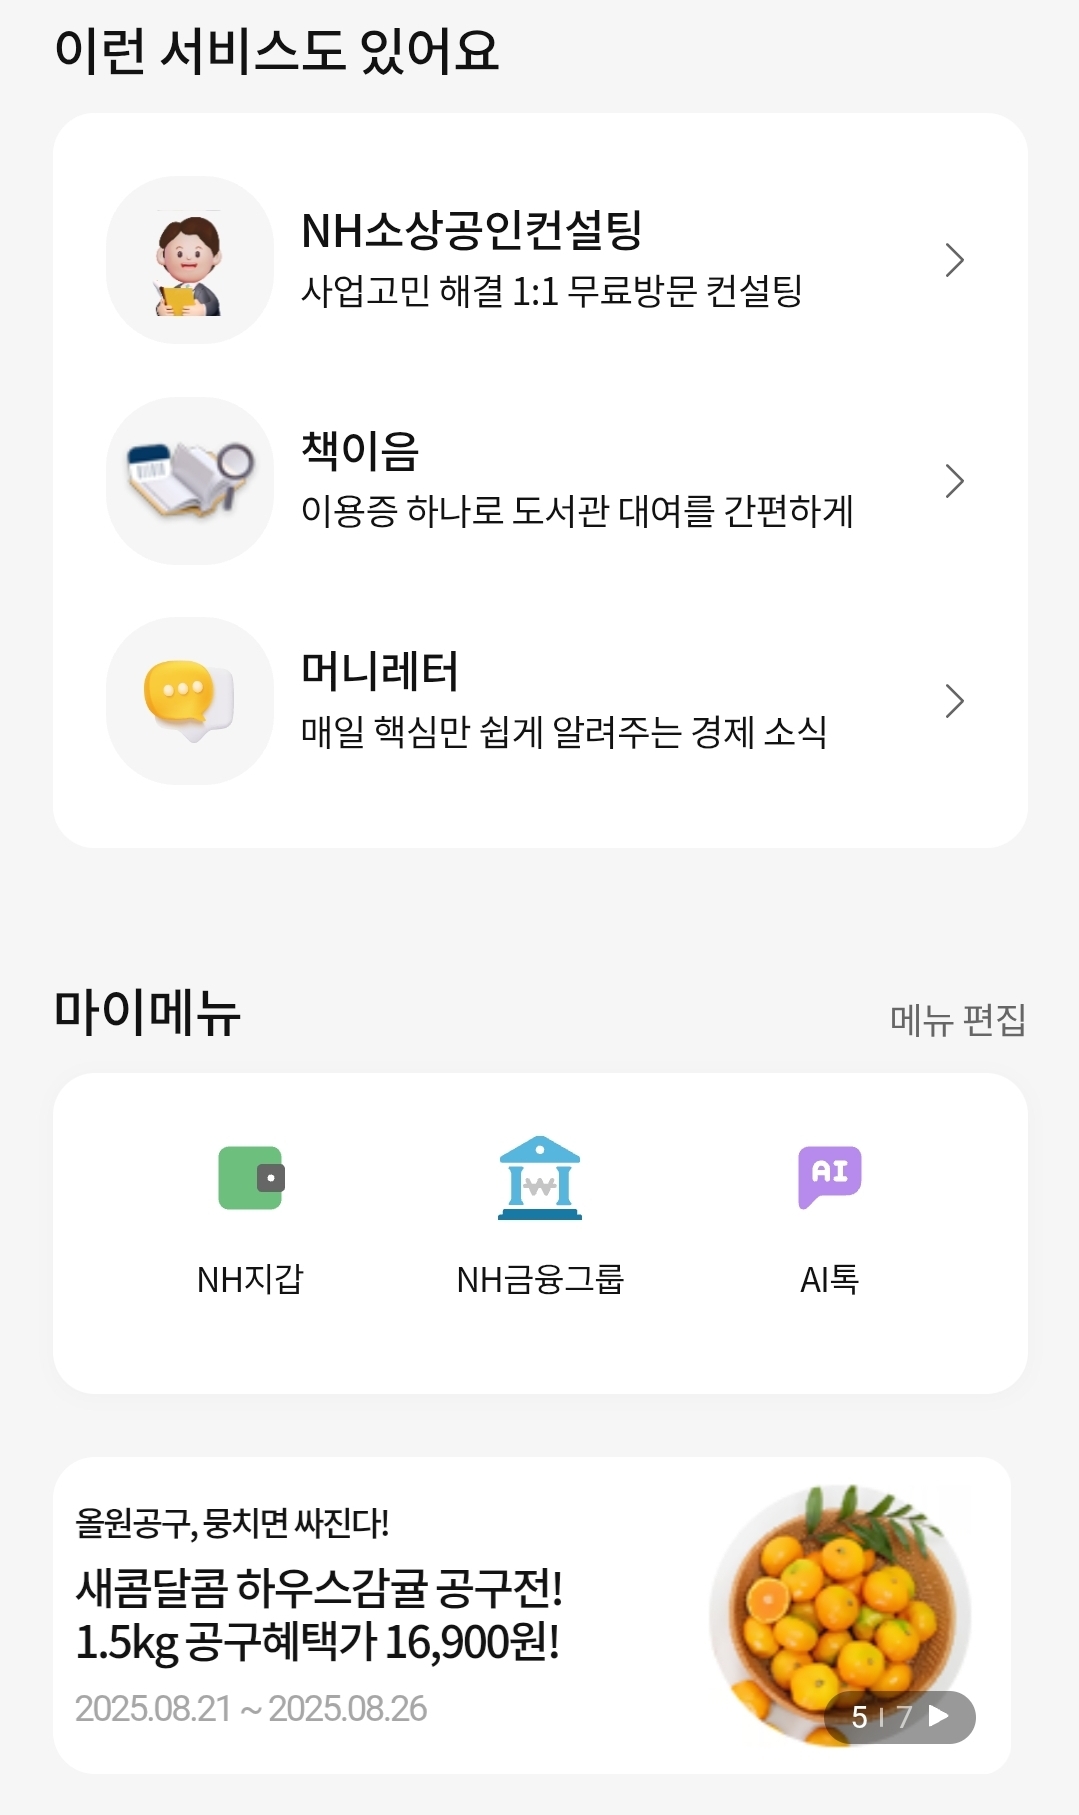 이런 서비스도 있어요
NH소상공인컨설팅
사업고민 해결 1:1 무료방문 컨설팅
책이음
이용증 하나로 도서관 대여를 간편하게
머니레터
매일 핵심만 쉽게 알려주는 경제 소식
마이메뉴
메뉴 편집
AI
NH지갑
NH금융그룹
AI톡
올원공구, 뭉치면 싸진다!
새콤달콤 하우스감귤 공구전!
1.5kg 공구혜택가 16,900원!
2025.08.21 ~ 2025.08.26
5 | 7